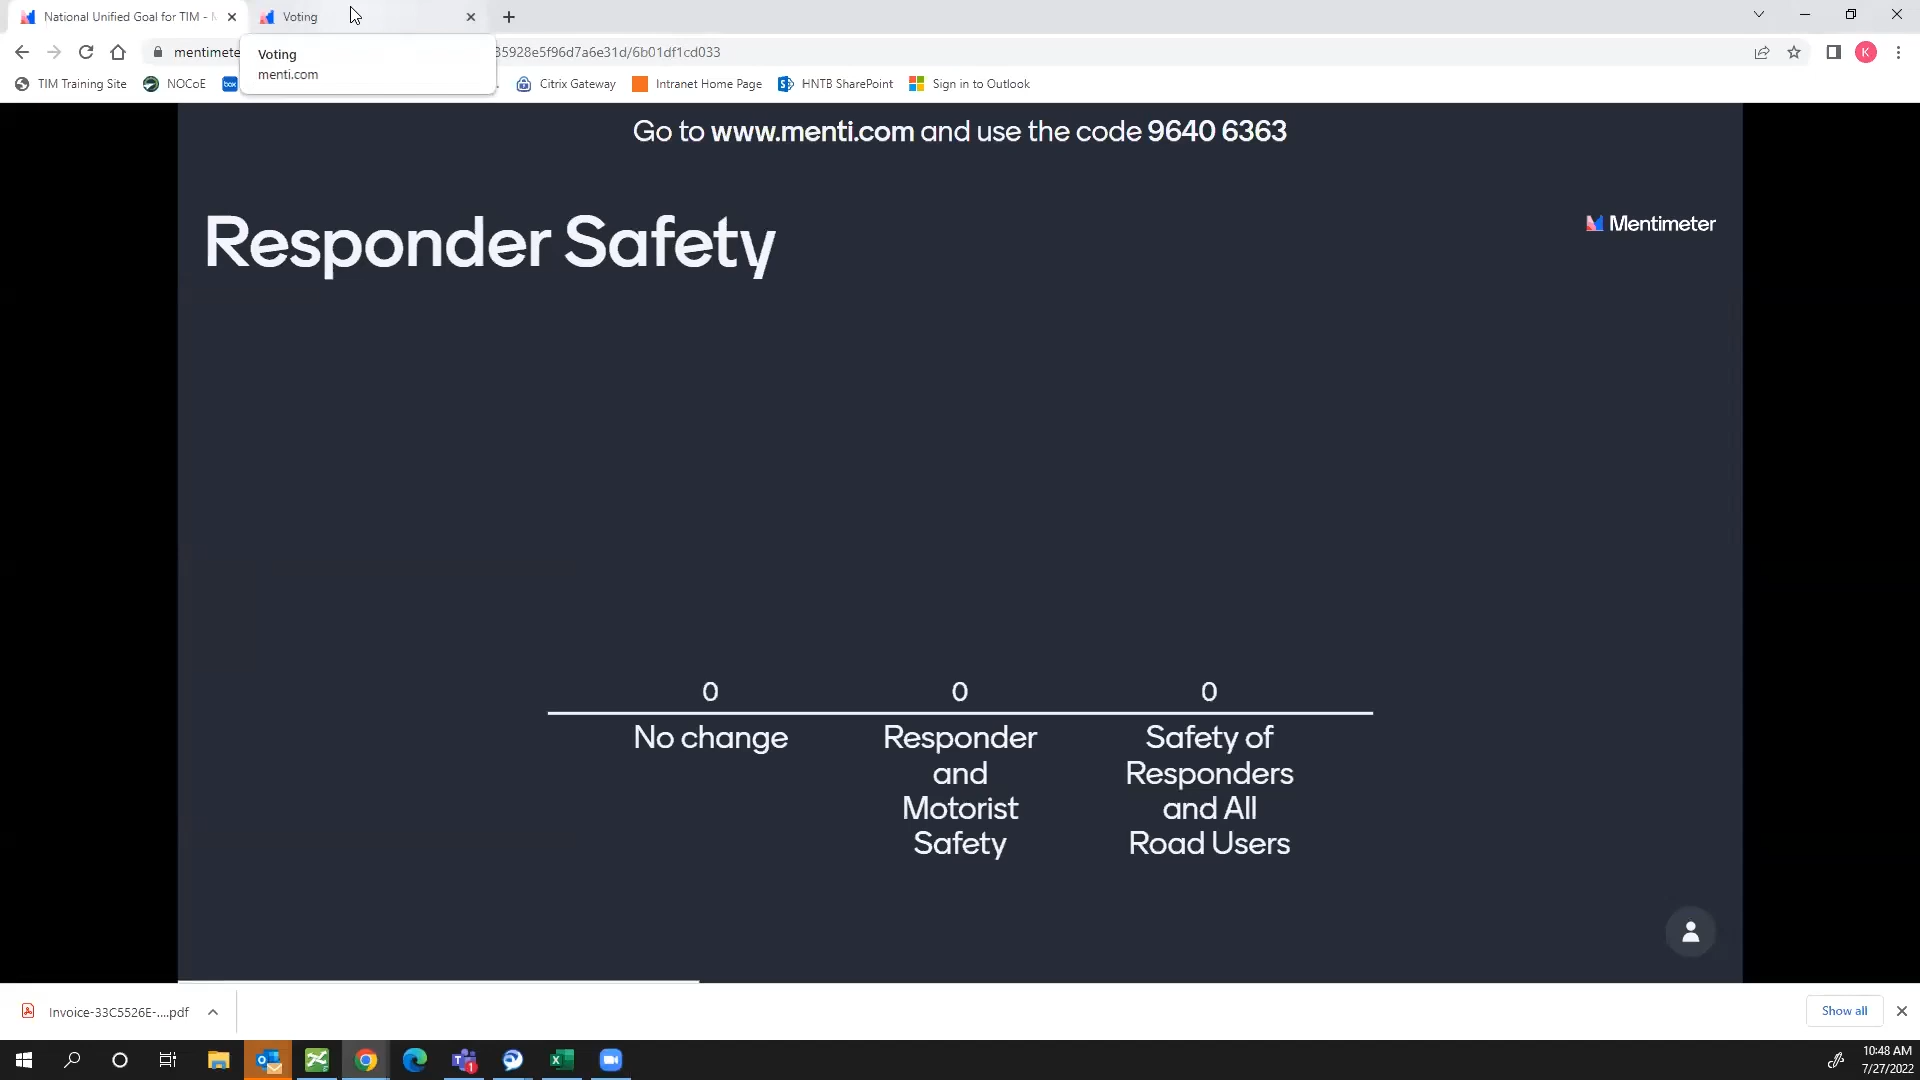 National Unified Goal for TIM - M
Voting
mentimete
35928e5f96d7a6e31d/6b01df1cd033
K
Voting
menti.com
TIM Training Site
NOCoE
box
Citrix Gateway
Intranet Home Page
HNTB SharePoint
Sign in to Outlook
Go to www.menti.com and use the code 9640 6363
Responder Safety
Mentimeter
0
0
0
No change
Responder
and
Motorist
Safety
Safety of
Responders
and All
Road Users
Invoice-33C5526E-....pdf
Show all
1
10:48 AM
7/27/2022